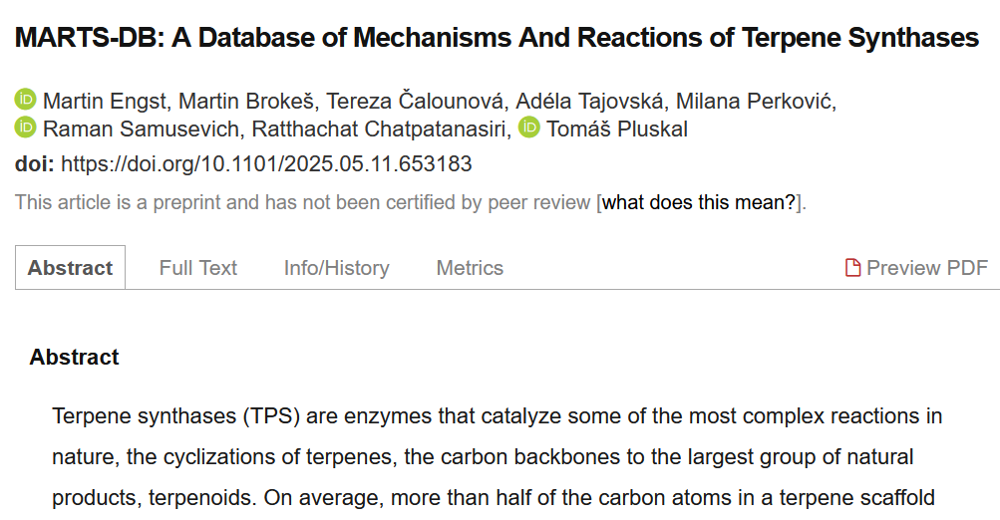 MARTS-DB: A Database of Mechanisms And Reactions of Terpene Synthases
iD Martin Engst, Martin Brokeš, Tereza Čalounová, Adéla Tajovská, Milana Perković,
iD Raman Samusevich, Ratthachat Chatpatanasiri, iD Tomáš Pluskal
doi: https://doi.org/10.1101/2025.05.11.653183
This article is a preprint and has not been certified by peer review [what does this mean?].
Abstract Full Text Info/History Metrics Preview PDF
Abstract
Terpene synthases (TPS) are enzymes that catalyze some of the most complex reactions in
nature, the cyclizations of terpenes, the carbon backbones to the largest group of natural
products, terpenoids. On average, more than half of the carbon atoms in a terpene scaffold